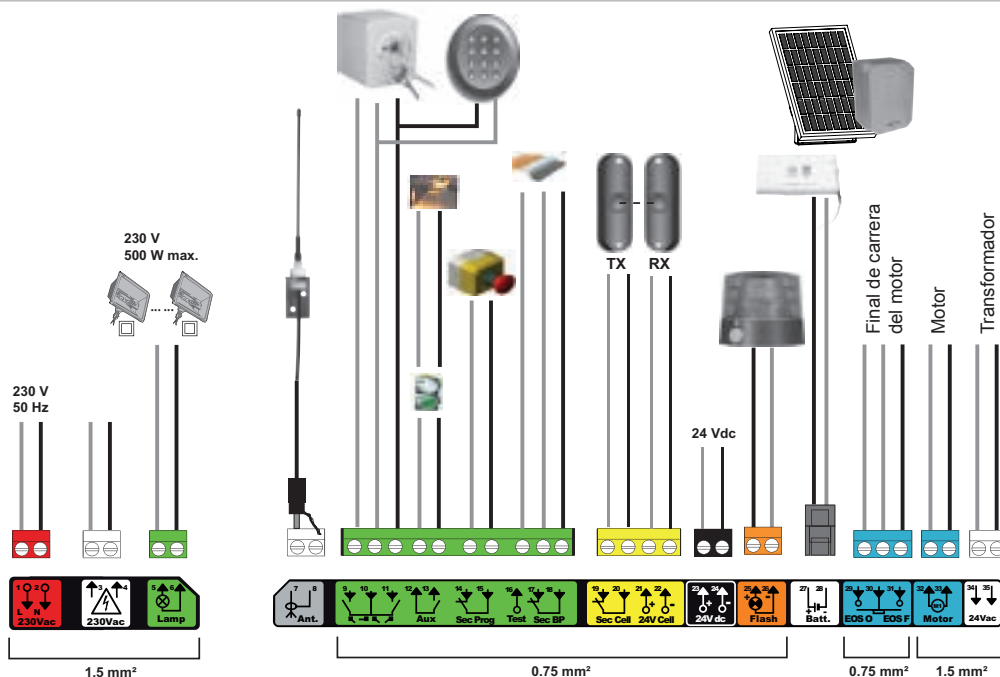 230 V
500 W max.
230 V
50 Hz
TX
RX
24 Vdc
Final de carrera
del motor
Motor
Transformador
1 2
L N
230Vac
3 4
230Vac
5 6
Lamp
7 8
Ant.
9 10 11
12 13
Aux
14 15
Sec Prog
16
Test
17 18
Sec BP
19 20
Sec Cell
21 22
24V Cell
23 24
24V dc
25 26
Flash
27 28
Batt.
29 30 31
EOS O EOS F
32 33
M1
Motor
34 35
24Vac
1.5 mm²
0.75 mm²
0.75 mm²
1.5 mm²